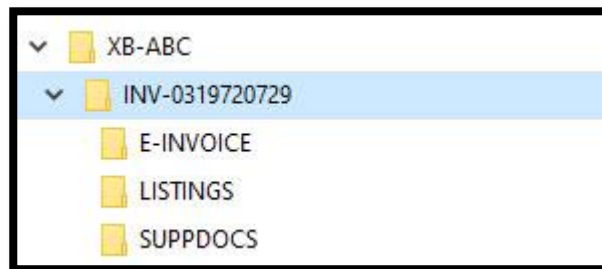 XB-ABC
INV-0319720729
E-INVOICE
LISTINGS
SUPPDOCS